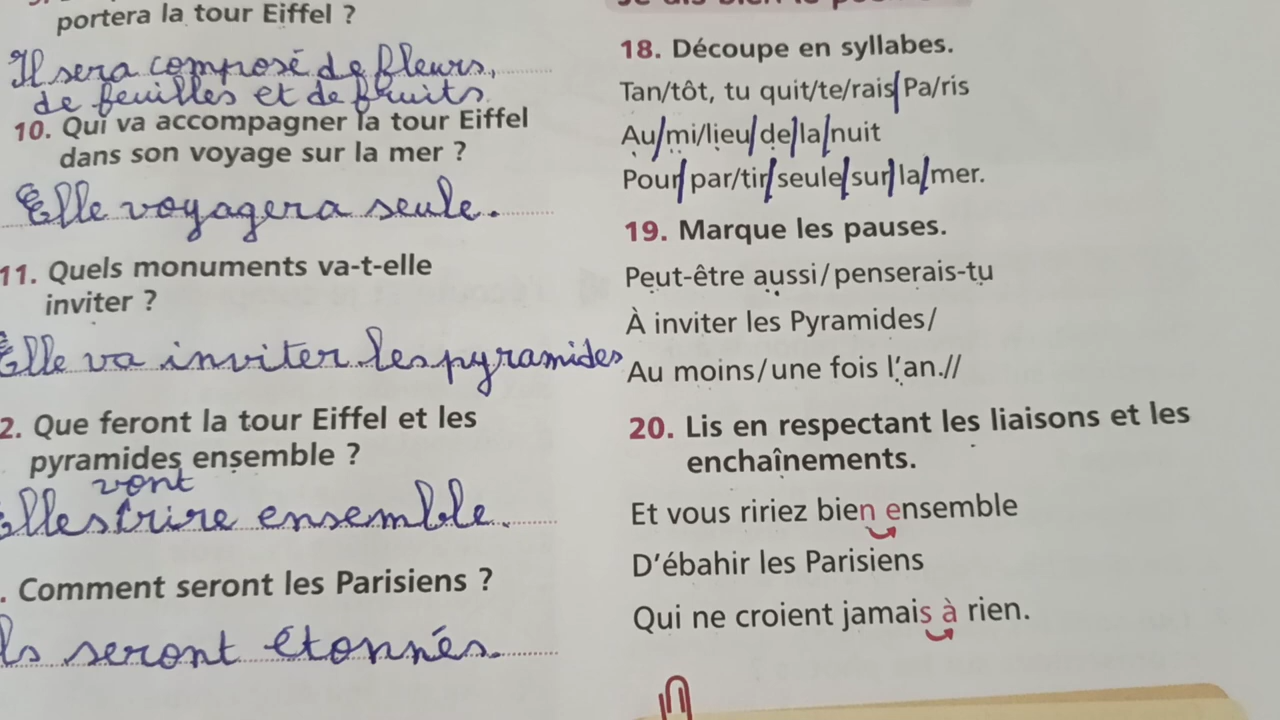 portera la tour Eiffel ?
Il sera composé de fleurs,
de feuilles et de fruits.
10. Qui va accompagner la tour Eiffel
dans son voyage sur la mer ?
Elle voyagera seule.
11. Quels monuments va-t-elle
inviter ?
Elle va inviter les pyramides
2. Que feront la tour Eiffel et les
pyramides ensemble ?
vont
Elles rire ensemble.
. Comment seront les Parisiens ?
ls seront étonnés.
18. Découpe en syllabes.
Tan/tôt, tu quit/te/rais/Pa/ris
Au/mi/lieu/de/la/nuit
Pour/par/tir/seule/sur/la/mer.
19. Marque les pauses.
Peut-être aussi/penserais-tu
À inviter les Pyramides/
Au moins/une fois l'an.//
20. Lis en respectant les liaisons et les
enchaînements.
Et vous ririez bien ensemble
D'ébahir les Parisiens
Qui ne croient jamais à rien.